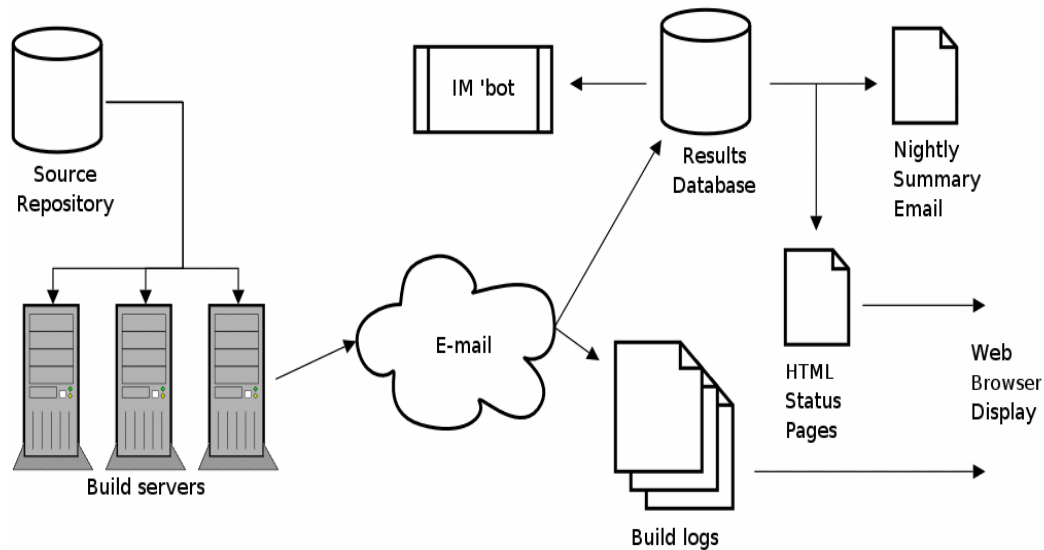 IM 'bot
Source
Repository
Results
Database
Nightly
Summary
Email
E-mail
HTML
Status
Pages
Web
Browser
Display
Build servers
Build logs